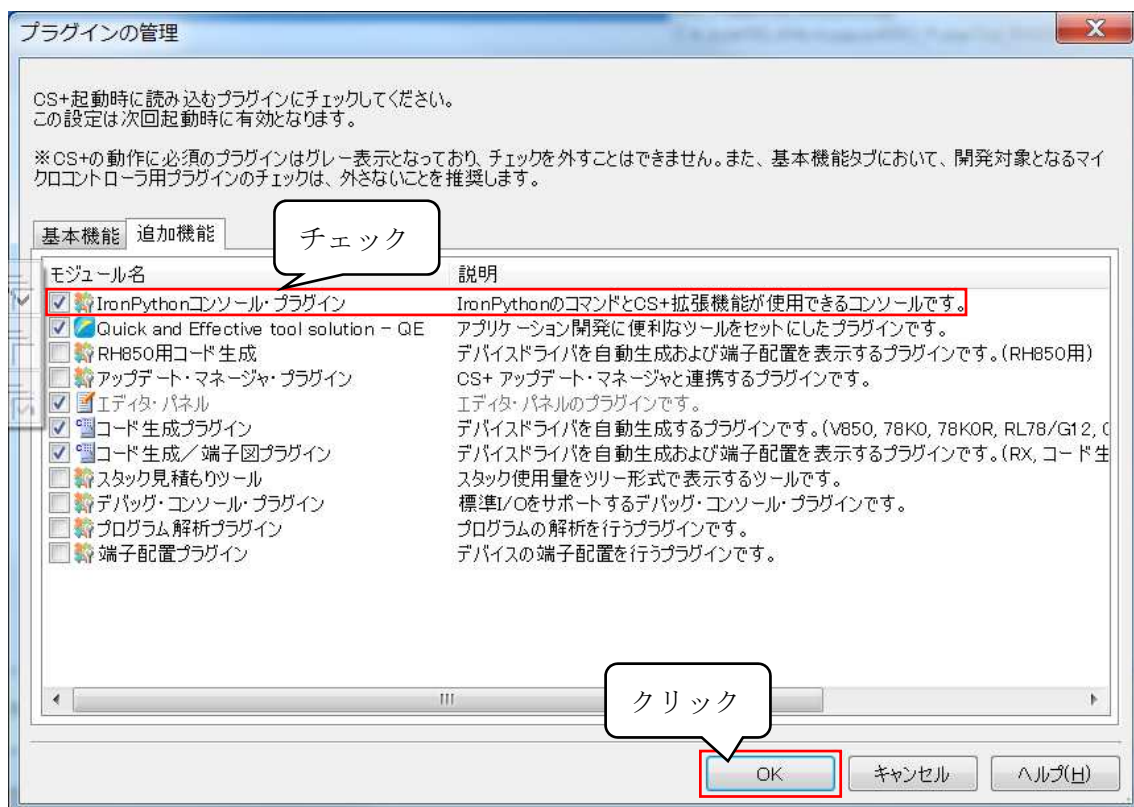 プラグインの管理
CS+起動時に読み込むプラグインにチェックしてください。
この設定は次回起動時に有効となります。
※CS+の動作に必須のプラグインはグレー表示となっており、チェックを外すことはできません。また、基本機能タブにおいて、開発対象となるマイ
クロコントローラ用プラグインのチェックは、外さないことを推奨します。
基本機能 追加機能
チェック
モジュール名 説明
IronPythonコンソール・プラグイン IronPythonのコマンドとCS+拡張機能が使用できるコンソールです。
Quick and Effective tool solution - QE アプリケーション開発に便利なツールをセットにしたプラグインです。
RH850用コード生成 デバイスドライバを自動生成および端子配置を表示するプラグインです。(RH850用)
アップデート・マネージャ・プラグイン CS+ アップデート・マネージャと連携するプラグインです。
エディタ・パネル エディタ・パネルのプラグインです。
コード生成プラグイン デバイスドライバを自動生成するプラグインです。(V850, 78K0, 78K0R, RL78/G12, 
コード生成／端子図プラグイン デバイスドライバを自動生成および端子配置を表示するプラグインです。(RX, コード生
スタック見積もりツール スタック使用量をツリー形式で表示するツールです。
デバッグ・コンソール・プラグイン 標準I/Oをサポートするデバッグ・コンソール・プラグインです。
プログラム解析プラグイン プログラムの解析を行うプラグインです。
端子配置プラグイン デバイスの端子配置を行うプラグインです。
クリック
OK キャンセル ヘルプ(H)